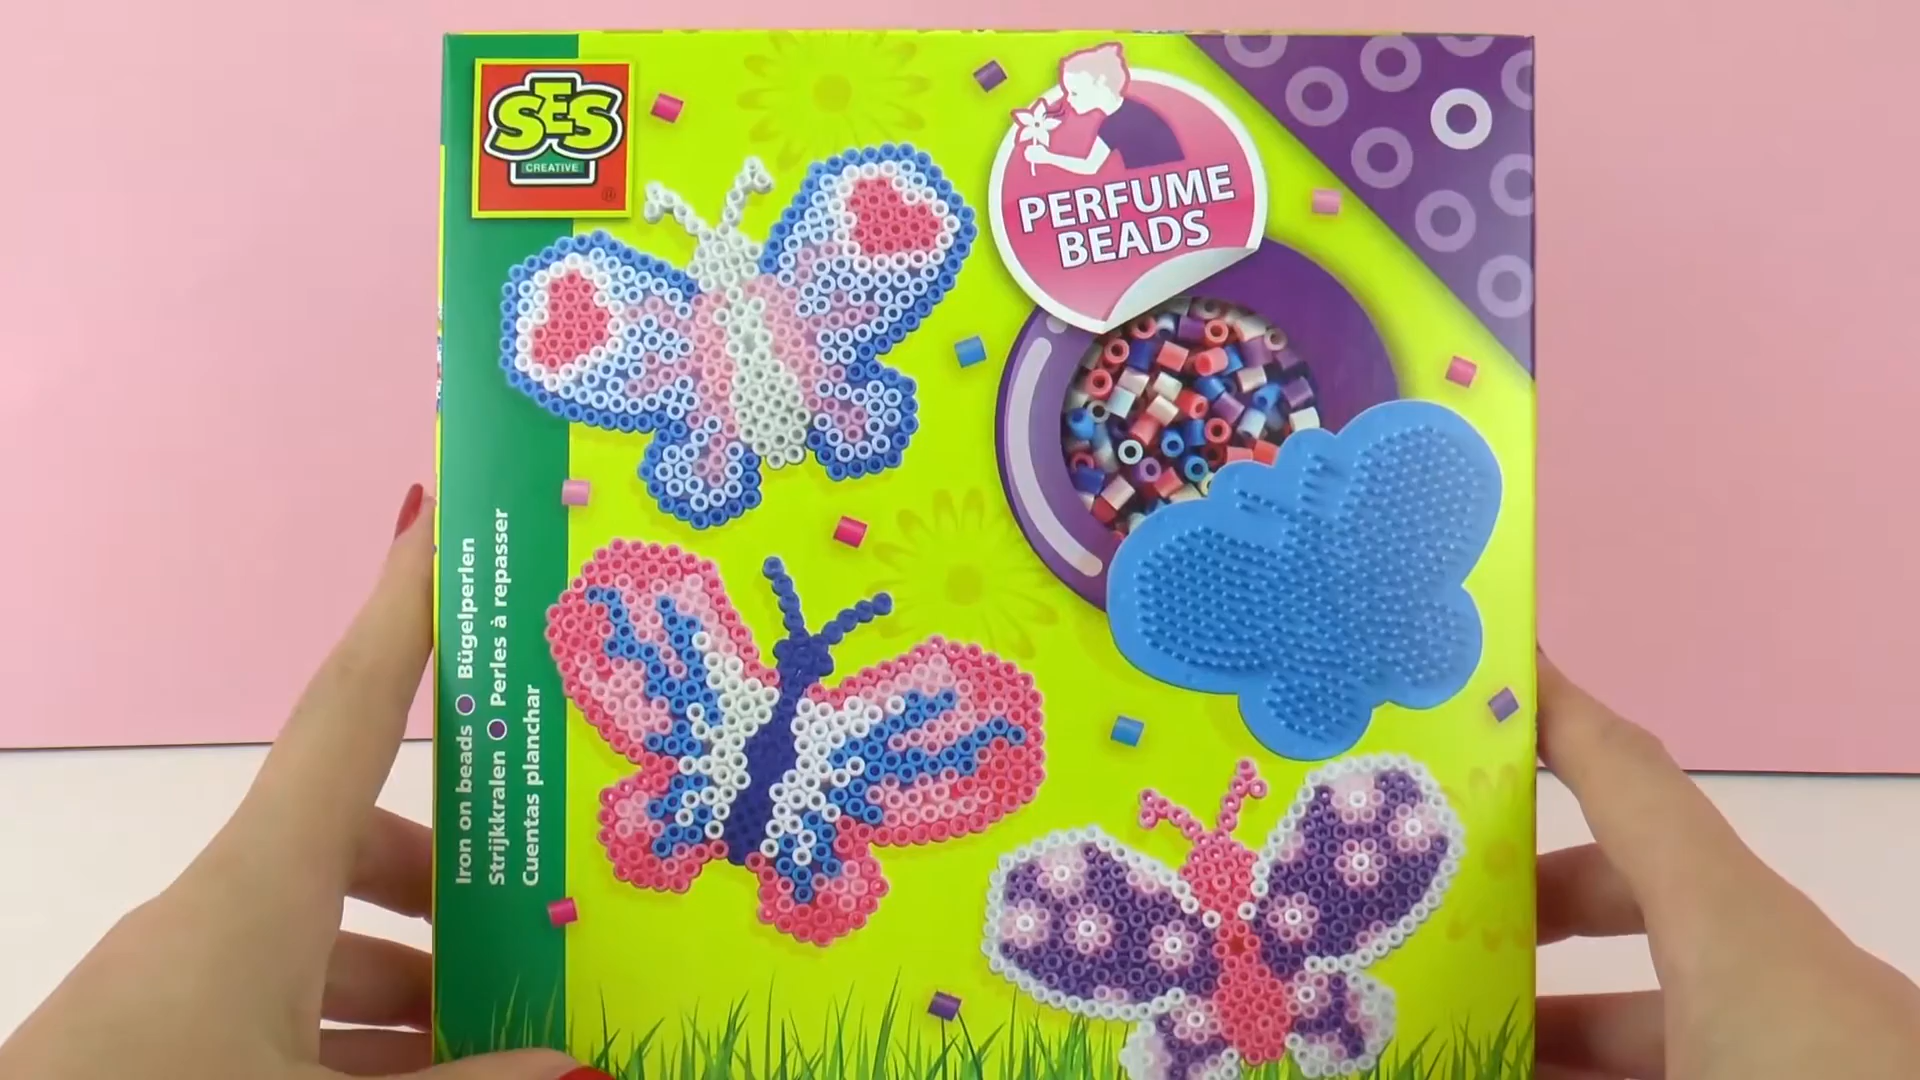 SES
CREATIVE
®
PERFUME
BEADS
Iron on beads ● Bügelperlen
Strijkkralen ● Perles à repasser
Cuentas planchar